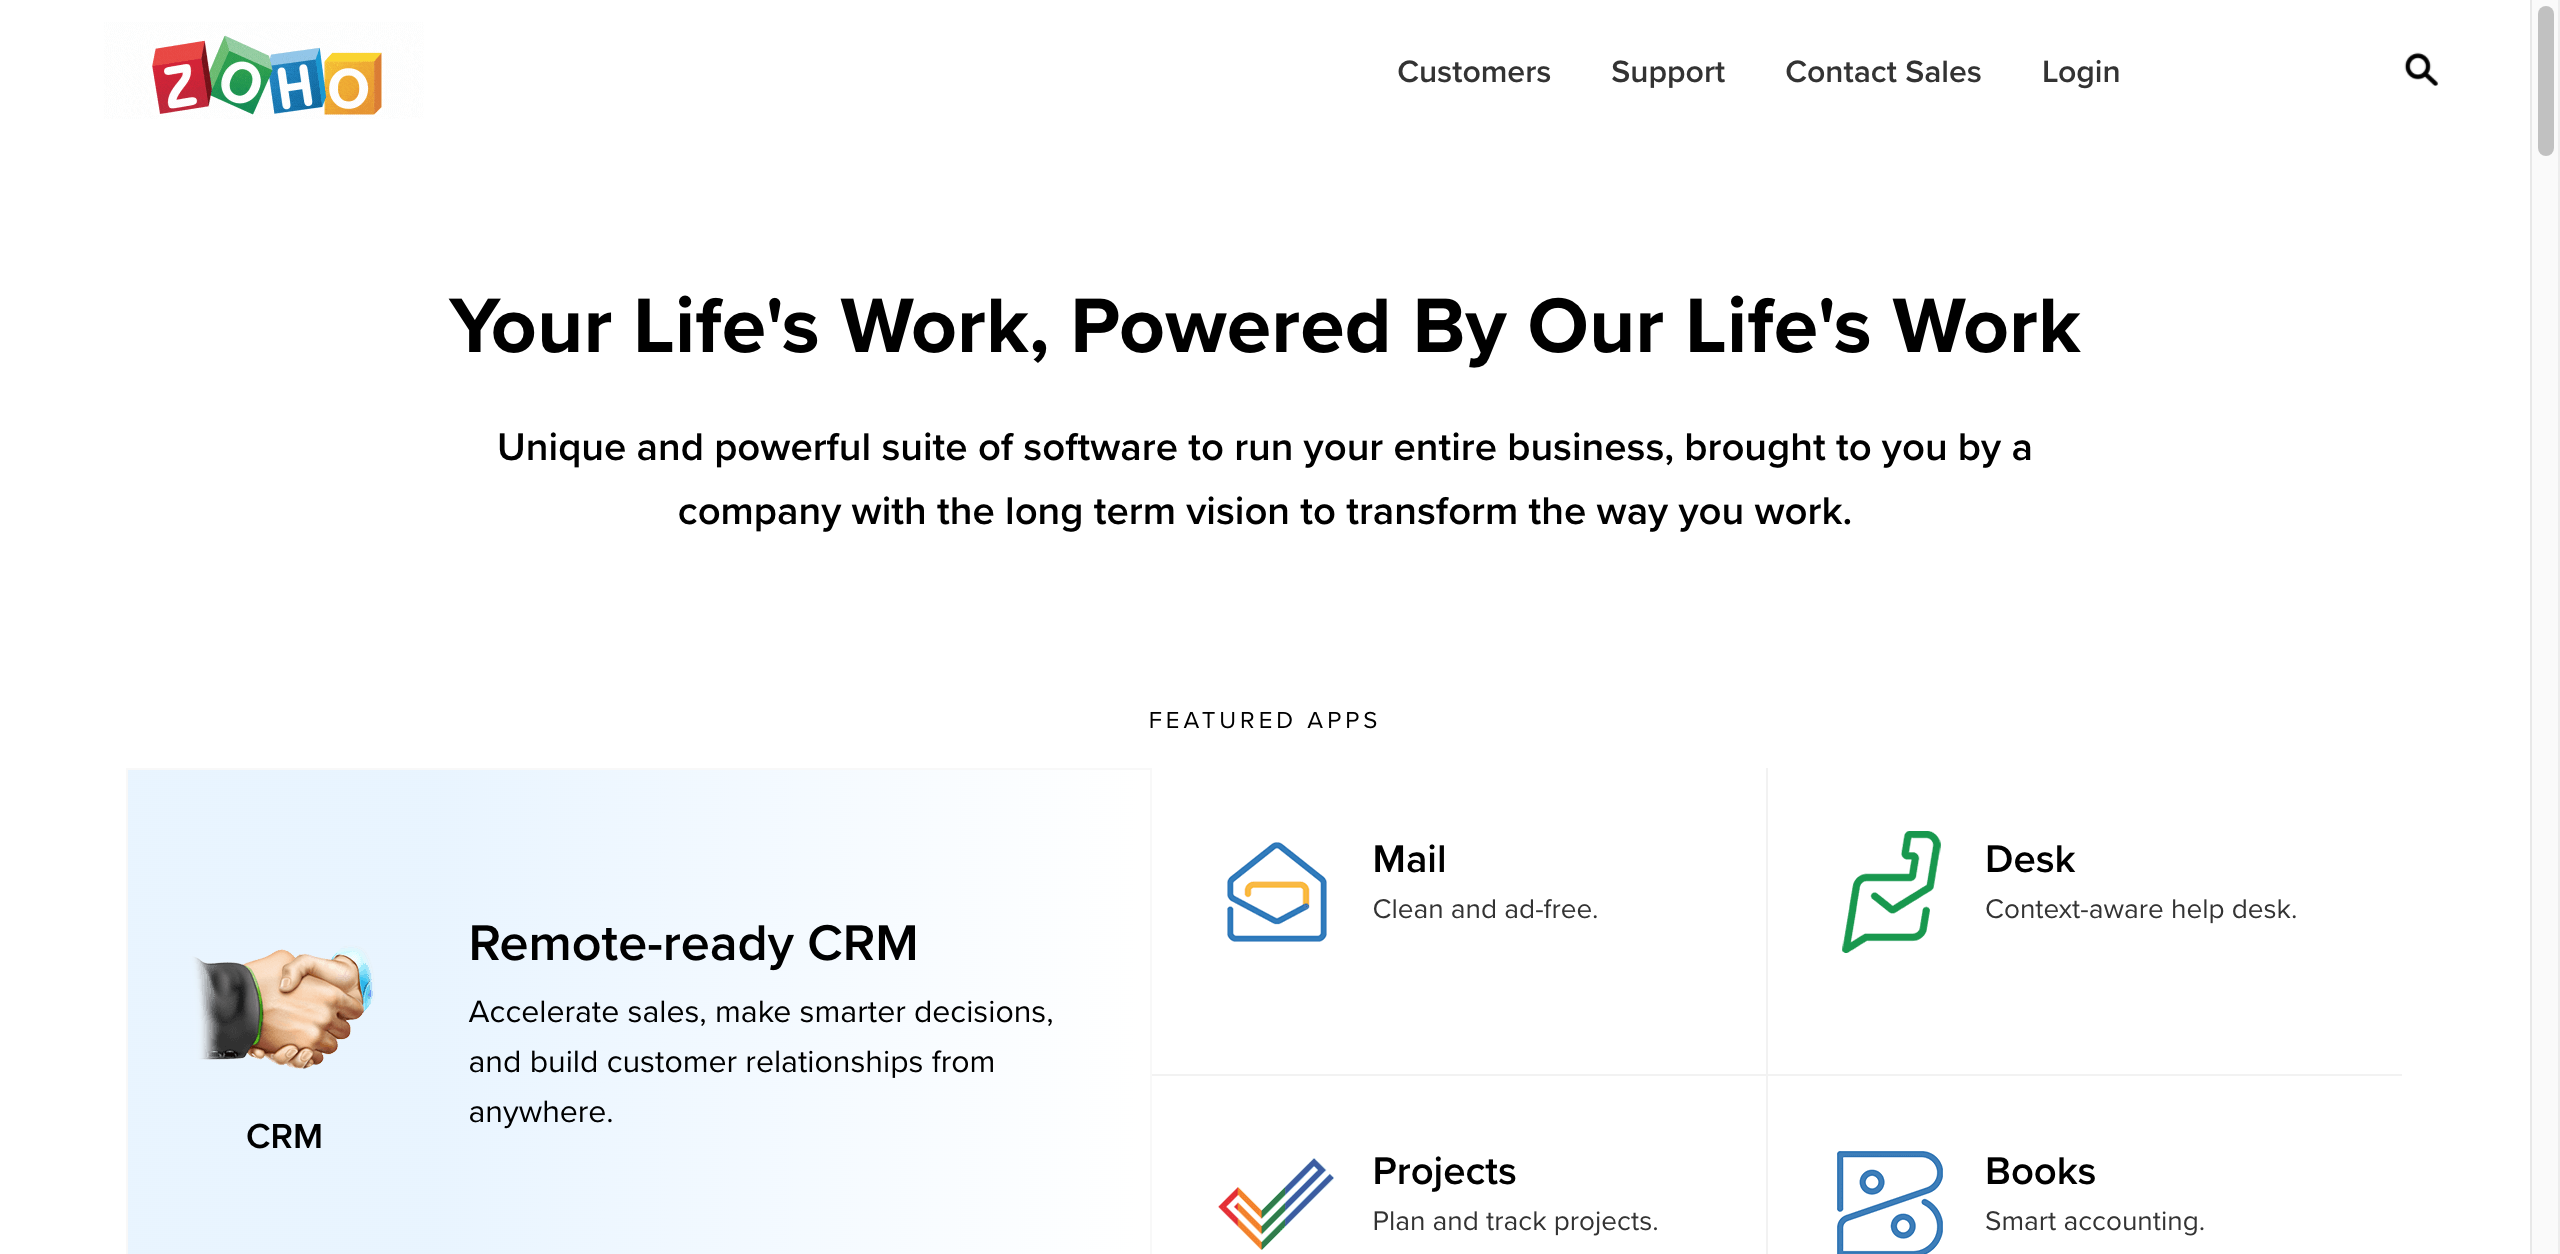 ZOHO
Customers Support Contact Sales Login
Your Life's Work, Powered By Our Life's Work
Unique and powerful suite of software to run your entire business, brought to you by a
company with the long term vision to transform the way you work.
FEATURED APPS
CRM
Remote-ready CRM
Accelerate sales, make smarter decisions,
and build customer relationships from
anywhere.
Mail
Clean and ad-free.
Desk
Context-aware help desk.
Projects
Plan and track projects.
Books
Smart accounting.